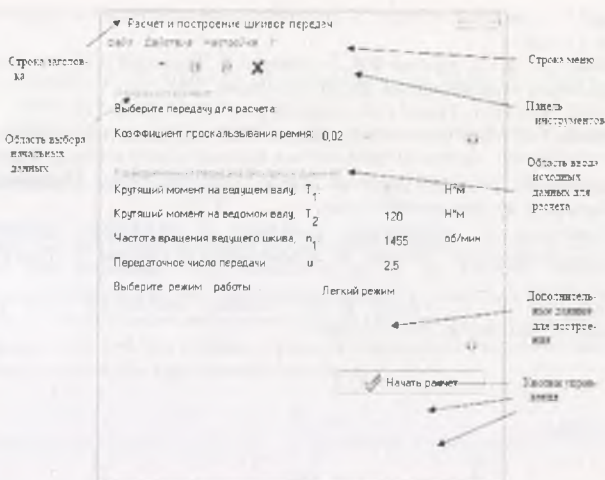 Расчет и построение шкивов передач
Файл Действия Настройка ?
Строка заголов-
ка
Строка меню
Панель
инструментов
Выберите передачу для расчета:
Коэффициент проскальзывания ремня: 0,02
Область выбора
начальных
данных
Область ввода
исходных
данных для
расчета
Крутящий момент на ведущем валу, T1 Н*м
Крутящий момент на ведомом валу, T2 120 Н*м
Частота вращения ведущего шкива, n1 1455 об/мин
Передаточное число передачи u 2,5
Выберите режим работы Легкий режим
Дополнитель-
ные данные
для построе-
ния
Начать расчет
Кнопки управ-
ления